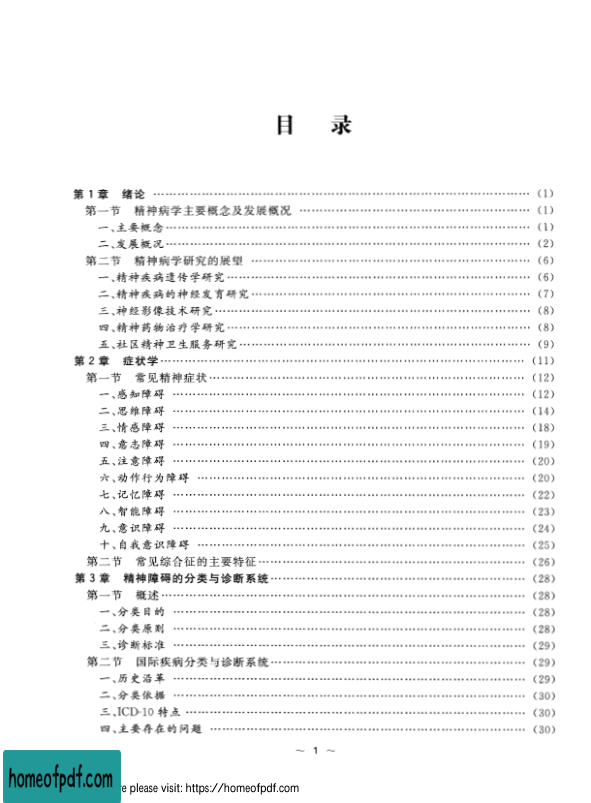 目 录
第1章 绪论 …… (1)
第一节 精神病学主要概念及发展概况 …… (1)
一、主要概念 …… (1)
二、发展概况 …… (2)
第二节 精神病学研究的展望 …… (6)
一、精神疾病遗传学研究 …… (6)
二、精神疾病的神经发育研究 …… (7)
三、神经影像技术研究 …… (8)
四、精神药物治疗学研究 …… (8)
五、社区精神卫生服务研究 …… (9)
第2章 症状学 …… (11)
第一节 常见精神症状 …… (12)
一、感知障碍 …… (12)
二、思维障碍 …… (14)
三、情感障碍 …… (18)
四、意志障碍 …… (19)
五、注意障碍 …… (20)
六、动作行为障碍 …… (20)
七、记忆障碍 …… (22)
八、智能障碍 …… (23)
九、意识障碍 …… (24)
十、自我意识障碍 …… (25)
第二节 常见综合征的主要特征 …… (26)
第3章 精神障碍的分类与诊断系统 …… (28)
第一节 概述 …… (28)
一、分类目的 …… (28)
二、分类原则 …… (28)
三、诊断标准 …… (29)
第二节 国际疾病分类与诊断系统 …… (29)
一、历史沿革 …… (29)
二、分类依据 …… (30)
三、ICD-10 特点 …… (30)
四、主要存在的问题 …… (30)
~ 1 ~
homeofpdf.com
please visit: https://homeofpdf.com